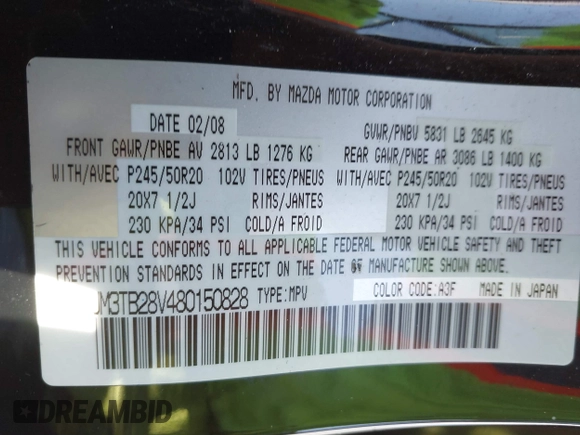 MFD. BY MAZDA MOTOR CORPORATION
DATE 02/08 GVWR/PNBV 5831 LB 2645 KG
FRONT GAWR/PNBE AV 2813 LB 1276 KG REAR GAWR/PNBE AR 3086 LB 1400 KG
WITH/AVEC P245/50R20 102V TIRES/PNEUS WITH/AVEC P245/50R20 102V TIRES/PNEUS
20X7 1/2J RIMS/JANTES 20X7 1/2J RIMS/JANTES
230 KPA/34 PSI COLD/A FROID 230 KPA/34 PSI COLD/A FROID
THIS VEHICLE CONFORMS TO ALL APPLICABLE FEDERAL MOTOR VEHICLE SAFETY AND THEFT
PREVENTION STANDARDS IN EFFECT ON THE DATE OF MANUFACTURE SHOWN ABOVE.
JM3TB28V480150828 TYPE:MPV COLOR CODE:A3F MADE IN JAPAN
DREAMBID